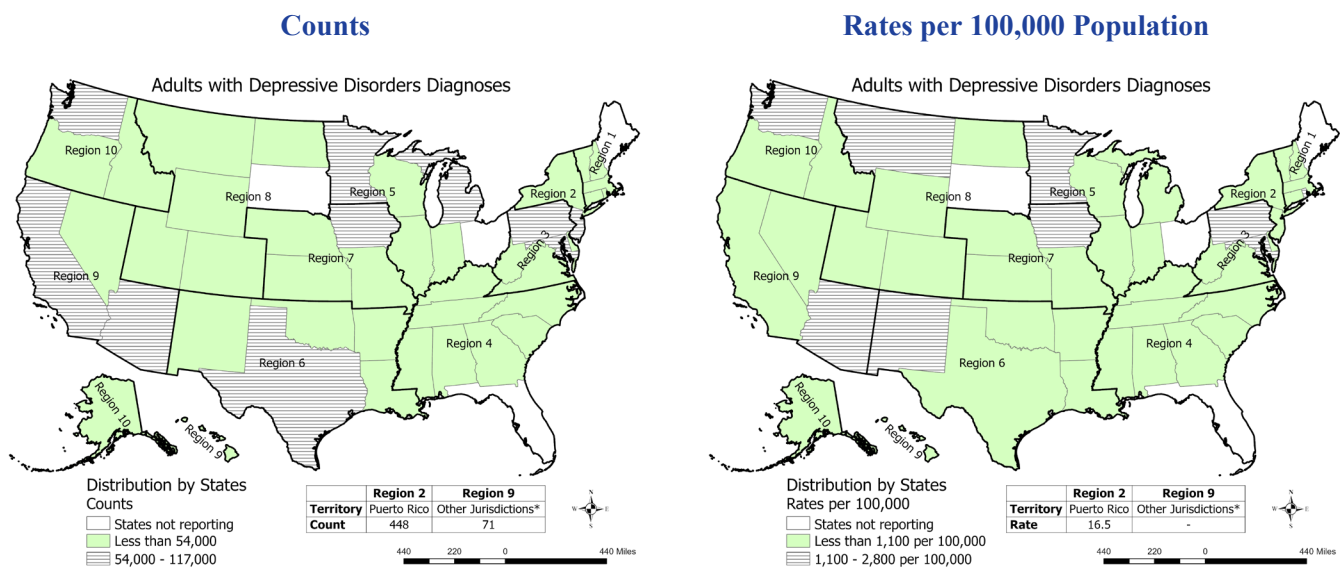 Counts
Adults with Depressive Disorders Diagnoses
Region 10
Region 8
Region 5
Region 1
Region 2
Region 3
Region 9
Region 7
Region 6
Region 4
Region 10
Region 9
Distribution by States
Counts
States not reporting
Less than 54,000
54,000 - 117,000
Region 2 Region 9
Territory Puerto Rico Other Jurisdictions*
Count 448 71
N
W E
S
440 220 0 440 Miles
Rates per 100,000 Population
Adults with Depressive Disorders Diagnoses
Region 10
Region 8
Region 5
Region 1
Region 2
Region 3
Region 9
Region 7
Region 6
Region 4
Region 10
Region 9
Distribution by States
Rates per 100,000
States not reporting
Less than 1,100 per 100,000
1,100 - 2,800 per 100,000
Region 2 Region 9
Territory Puerto Rico Other Jurisdictions*
Rate 16.5 -
N
W E
S
440 220 0 440 Miles